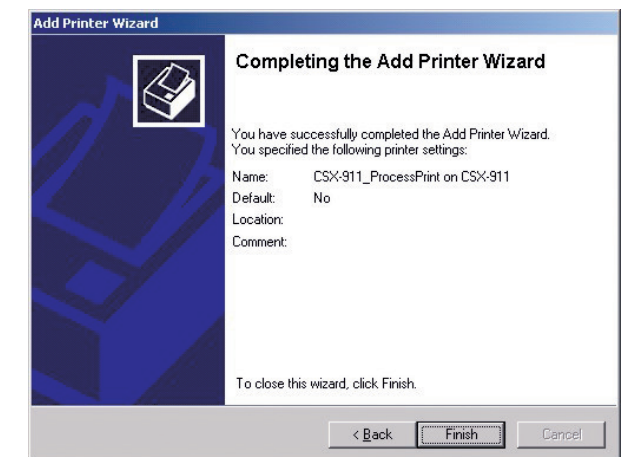 Add Printer Wizard
Completing the Add Printer Wizard
You have successfully completed the Add Printer Wizard.
You specified the following printer settings:
Name: CSX-911_ProcessPrint on CSX-911
Default: No
Location:
Comment:
To close this wizard, click Finish.
< Back Finish Cancel